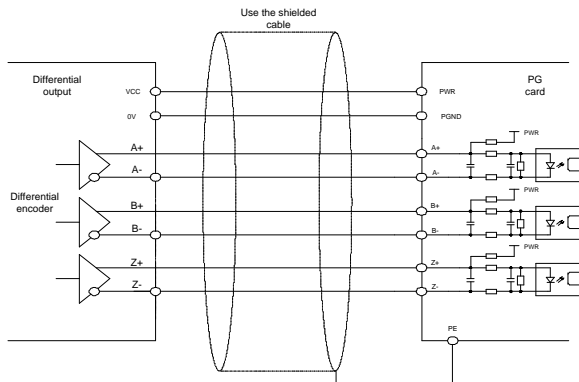 Use the shielded
cable
Differential
output
PG
card
VCC
PWR
0V
PGND
PWR
A+
A+
A-
A-
PWR
Differential
encoder
B+
B+
B-
B-
PWR
Z+
Z+
Z-
Z-
PE